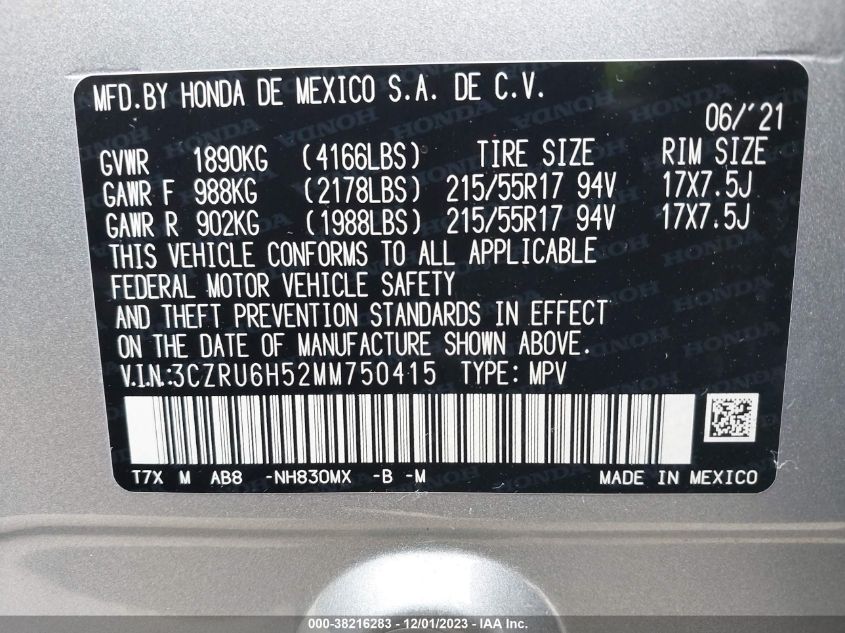 MFD.BY HONDA DE MEXICO S.A. DE C.V.
06/'21
GVWR 1890KG (4166LBS) TIRE SIZE RIM SIZE
GAWR F 988KG (2178LBS) 215/55R17 94V 17X7.5J
GAWR R 902KG (1988LBS) 215/55R17 94V 17X7.5J
THIS VEHICLE CONFORMS TO ALL APPLICABLE
FEDERAL MOTOR VEHICLE SAFETY
AND THEFT PREVENTION STANDARDS IN EFFECT
ON THE DATE OF MANUFACTURE SHOWN ABOVE.
V.I.N.:3CZRU6H52MM750415 TYPE: MPV
T7X M AB8 -NH830MX -B -M MADE IN MEXICO
000-38216283 - 12/01/2023 - IAA Inc.